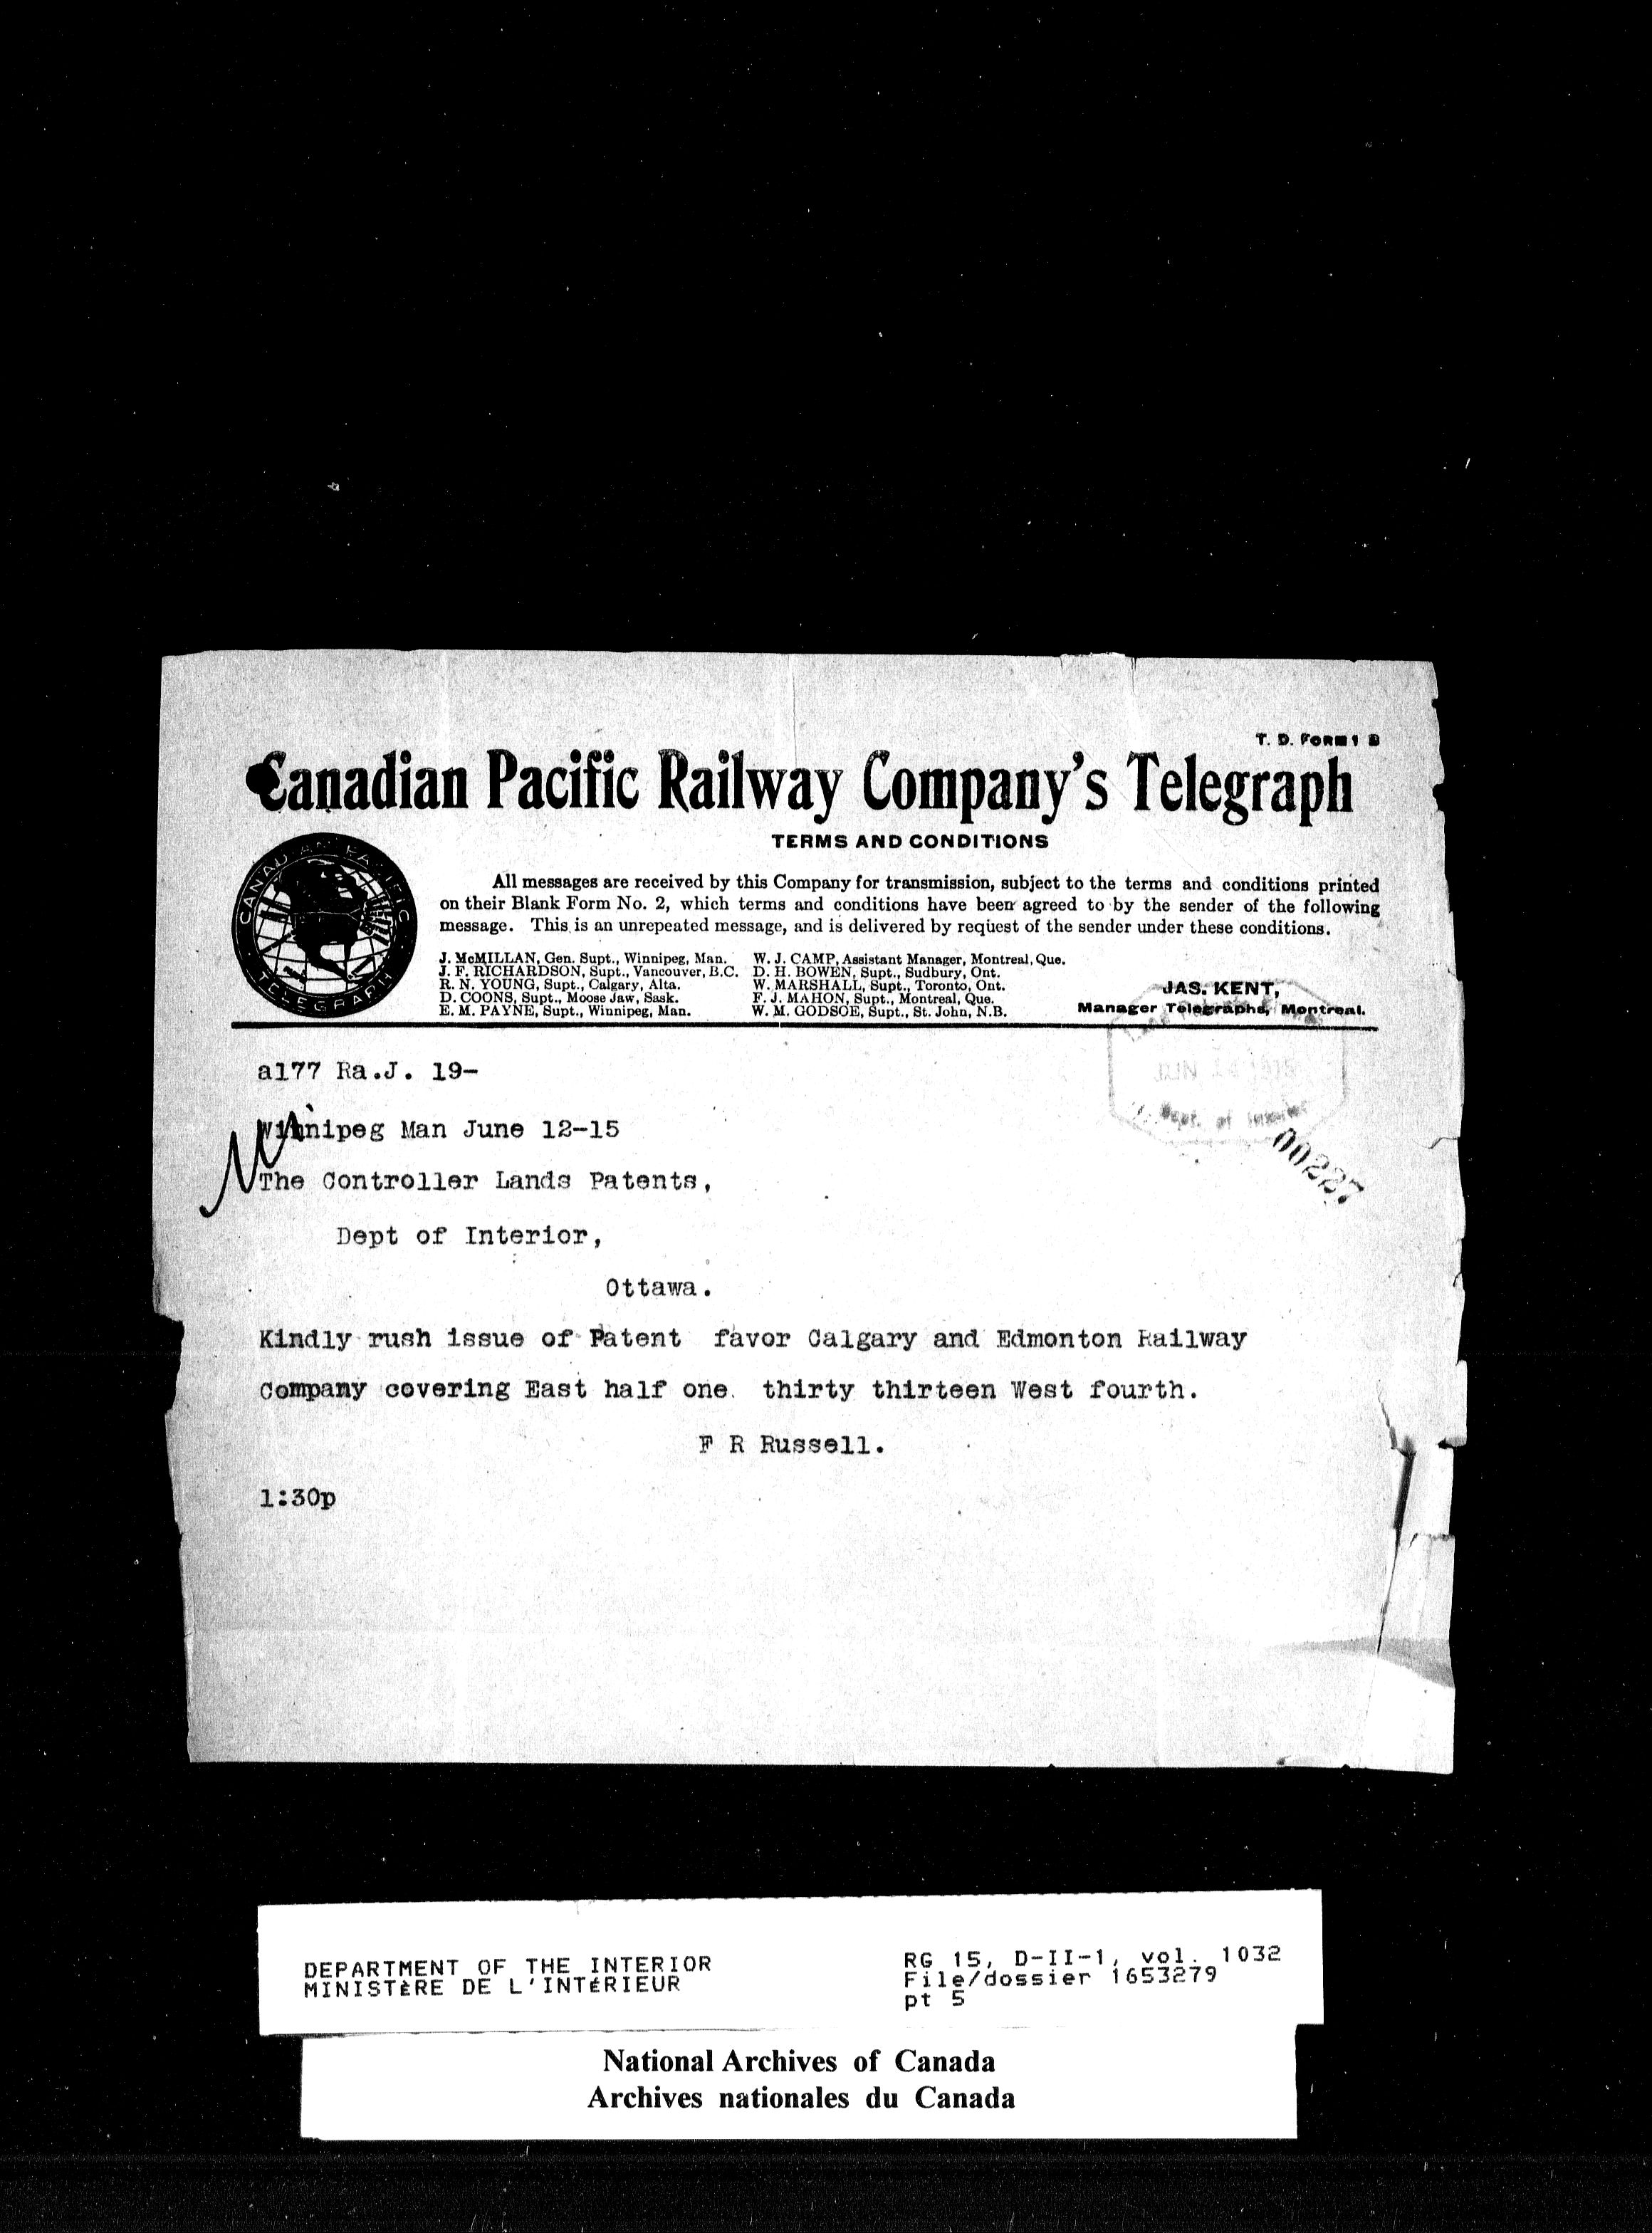 T. D. FORM 1 B
Canadian Pacific Railway Company's Telegraph
TERMS AND CONDITIONS
CANADIAN PACIFIC
TELEGRAPH
All messages are received by this Company for transmission, subject to the terms and conditions printed
on their Blank Form No. 2, which terms and conditions have been agreed to by the sender of the following
message. This is an unrepeated message, and is delivered by request of the sender under these conditions.
J. McMILLAN, Gen. Supt., Winnipeg, Man.
J. F. RICHARDSON, Supt., Vancouver, B.C.
R. N. YOUNG, Supt., Calgary, Alta.
D. COONS, Supt., Moose Jaw, Sask.
E. M. PAYNE, Supt., Winnipeg, Man.
W. J. CAMP, Assistant Manager, Montreal, Que.
D. H. BOWEN, Supt., Sudbury, Ont.
W. MARSHALL, Supt., Toronto, Ont.
F. J. MAHON, Supt., Montreal, Que.
W. M. GODSOE, Supt., St. John, N.B.
JAS. KENT,
Manager Telegraphs, Montreal.
a177 Ra.J. 19-
JUN
Dept. of Interior
00227
Winnipeg Man June 12-15
The Controller Lands Patents,
Dept of Interior,
Ottawa.
Kindly rush issue of Patent favor Calgary and Edmonton Railway
Company covering East half one thirty thirteen West fourth.
F R Russell.
1:30p
DEPARTMENT OF THE INTERIOR
MINISTÈRE DE L'INTÉRIEUR
RG 15, D-II-1, vol. 1032
File/dossier 1653279
pt 5
National Archives of Canada
Archives nationales du Canada